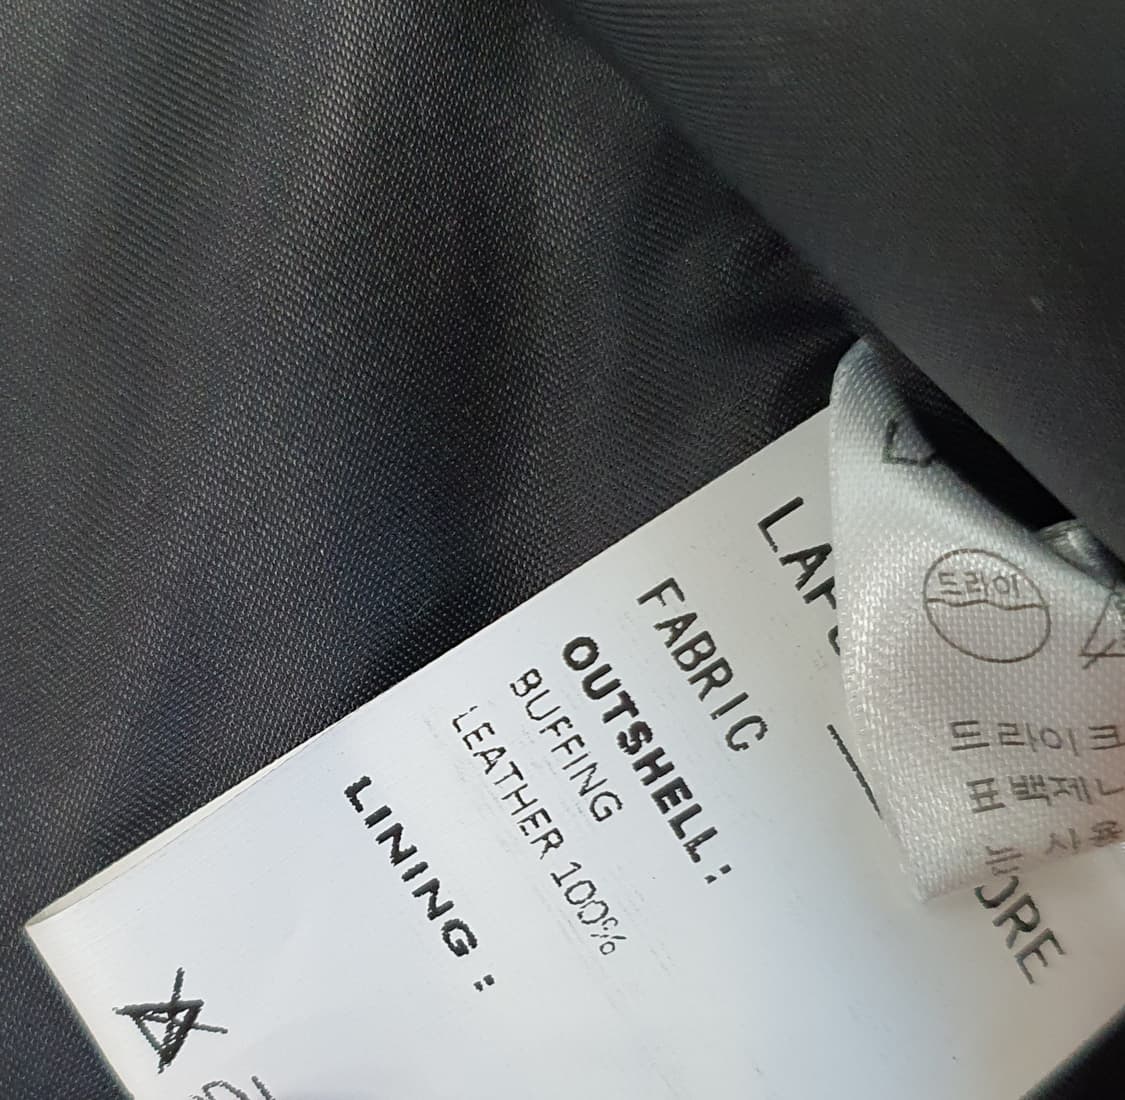 FABRIC
OUTSHELL:
BUFFING
LEATHER 100%
LINING :
드라이
드라이크
표백제나
는 사용